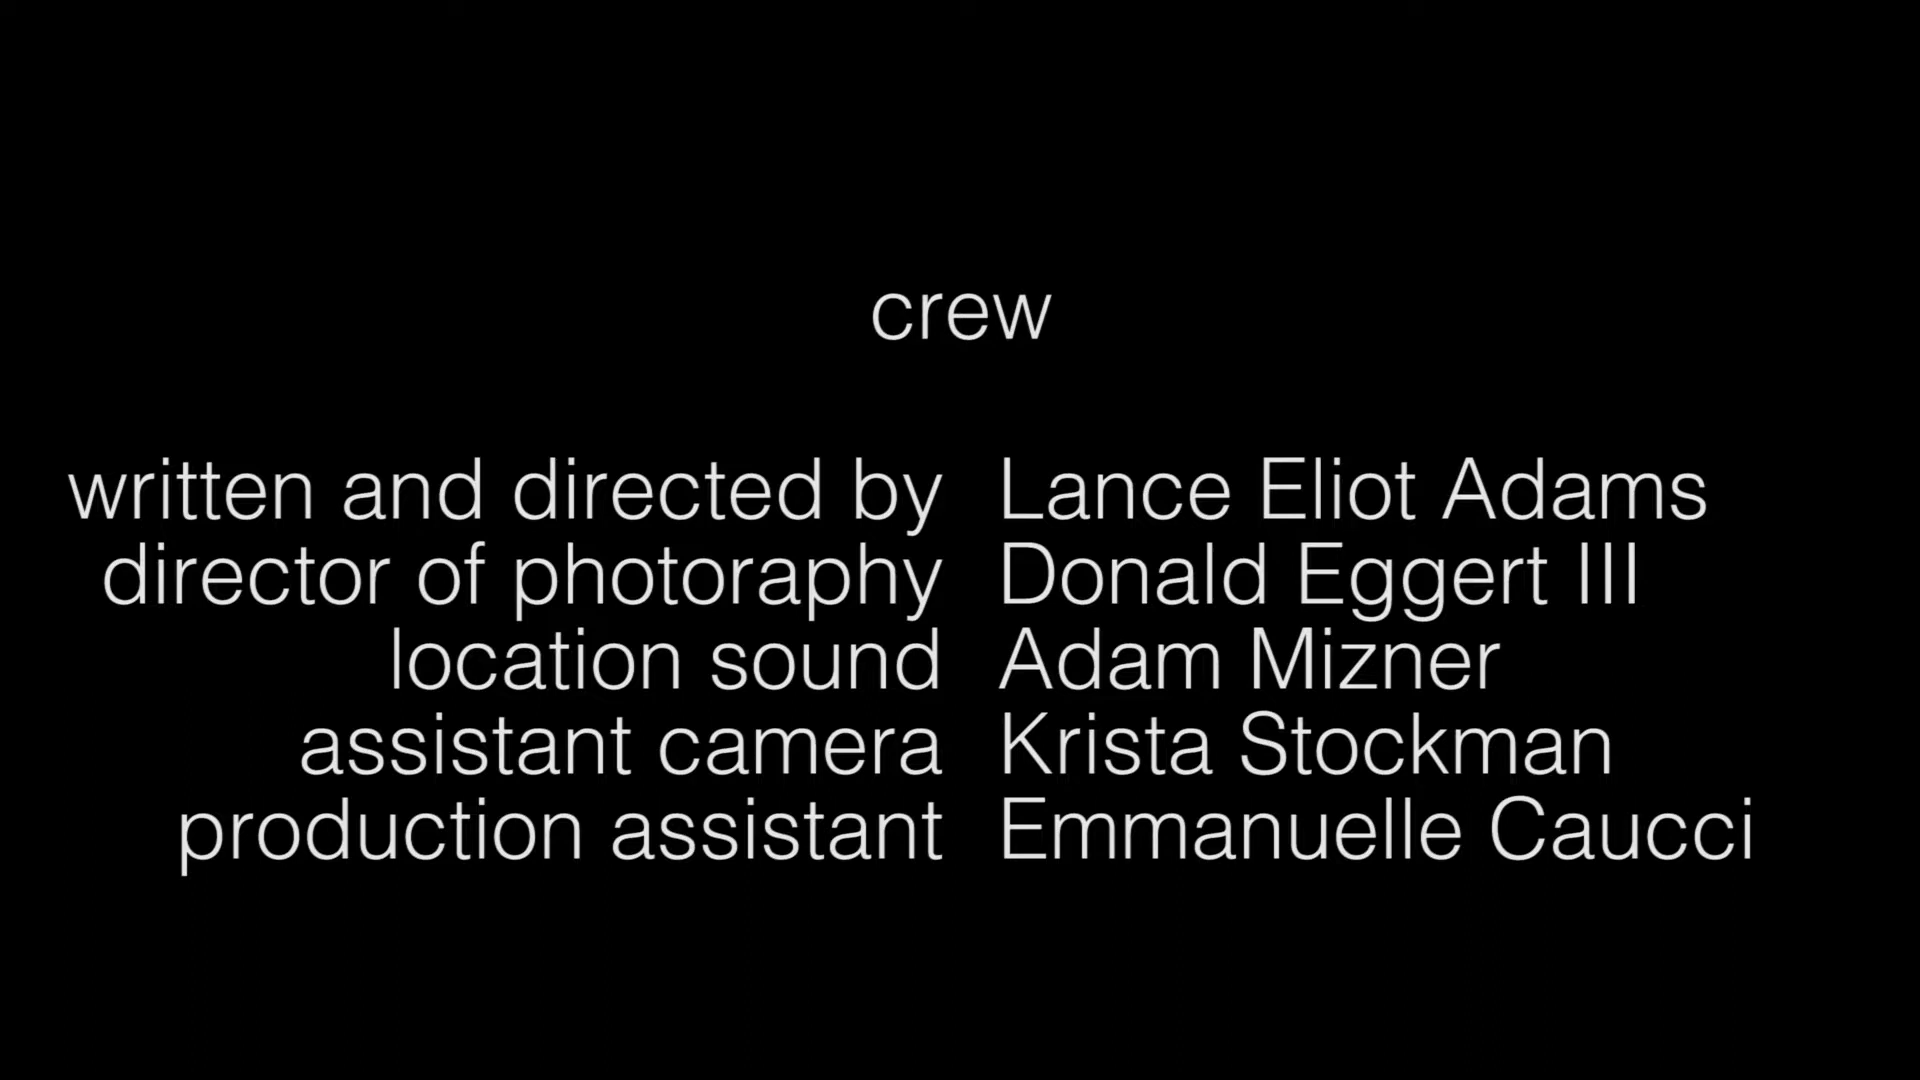 crew
written and directed by Lance Eliot Adams
director of photoraphy Donald Eggert III
location sound Adam Mizner
assistant camera Krista Stockman
production assistant Emmanuelle Caucci